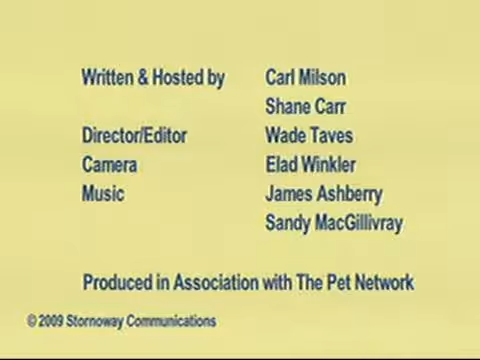 Written & Hosted by Carl Milson
Shane Carr
Director/Editor Wade Taves
Camera Elad Winkler
Music James Ashberry
Sandy MacGillivray
Produced in Association with The Pet Network
© 2009 Stornoway Communications